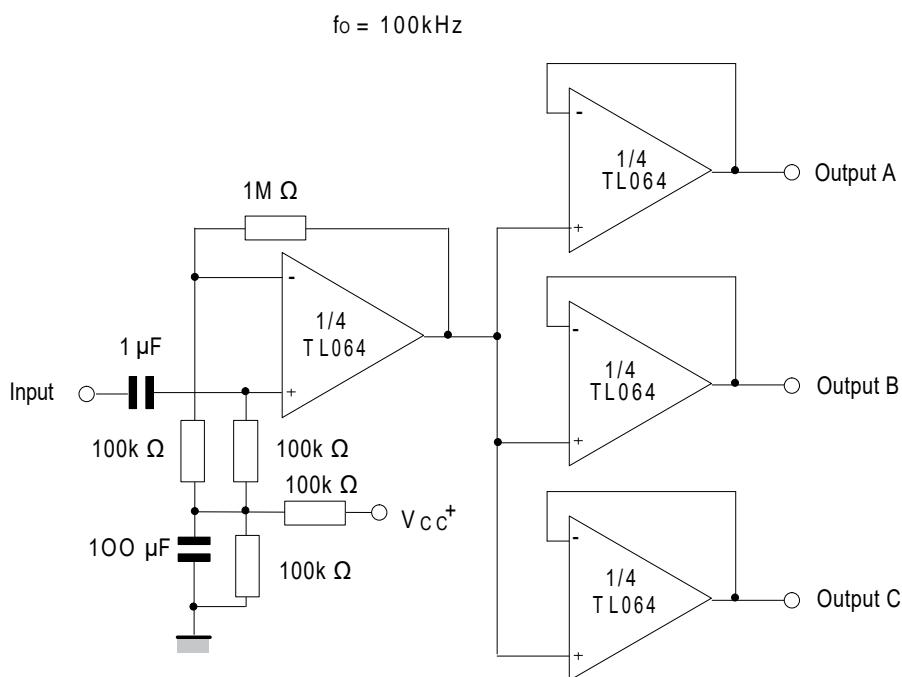 fO = 100kHz
-
1/4
TL064
+
Output A
1M Ω
-
1/4
TL064
+
1 µF
Input
100k Ω
100k Ω
100k Ω
VCC+
100 µF
100k Ω
-
1/4
TL064
+
Output B
-
1/4
TL064
+
Output C